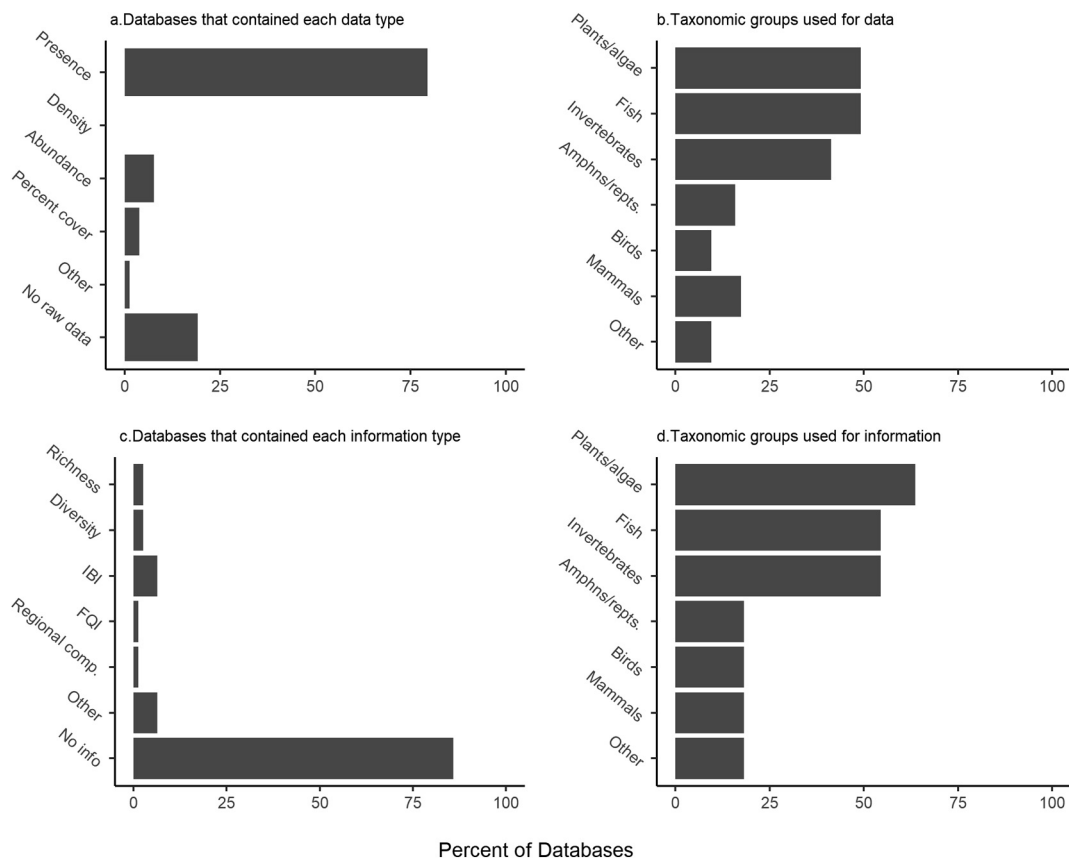 a.Databases that contained each data type
Presence
Density
Abundance
Percent cover
Other
No raw data
0 25 50 75 100
b.Taxonomic groups used for data
Plants/algae
Fish
Invertebrates
Amphns/repts.
Birds
Mammals
Other
0 25 50 75 100
c.Databases that contained each information type
Richness
Diversity
IBI
FQI
Regional comp.
Other
No info
0 25 50 75 100
d.Taxonomic groups used for information
Plants/algae
Fish
Invertebrates
Amphns/repts.
Birds
Mammals
Other
0 25 50 75 100
Percent of Databases